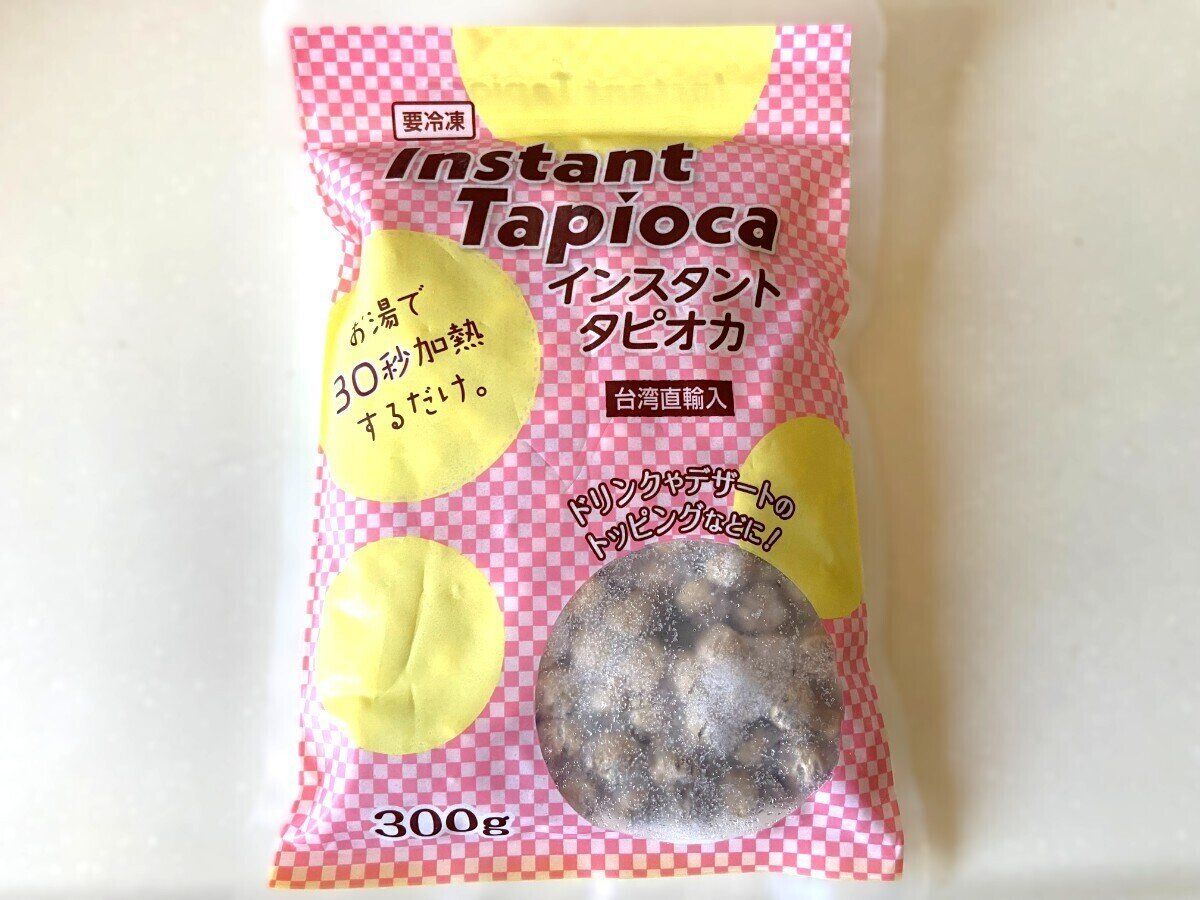 要冷凍
Instant
Tapioca
インスタント
タピオカ
お湯で
30秒加熱
するだけ。
台湾直輸入
ドリンクやデザートの
トッピングなどに!
300g